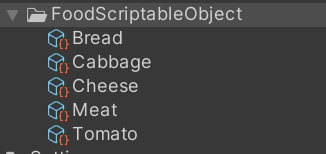 FoodScriptableObject
Bread
Cabbage
Cheese
Meat
Tomato